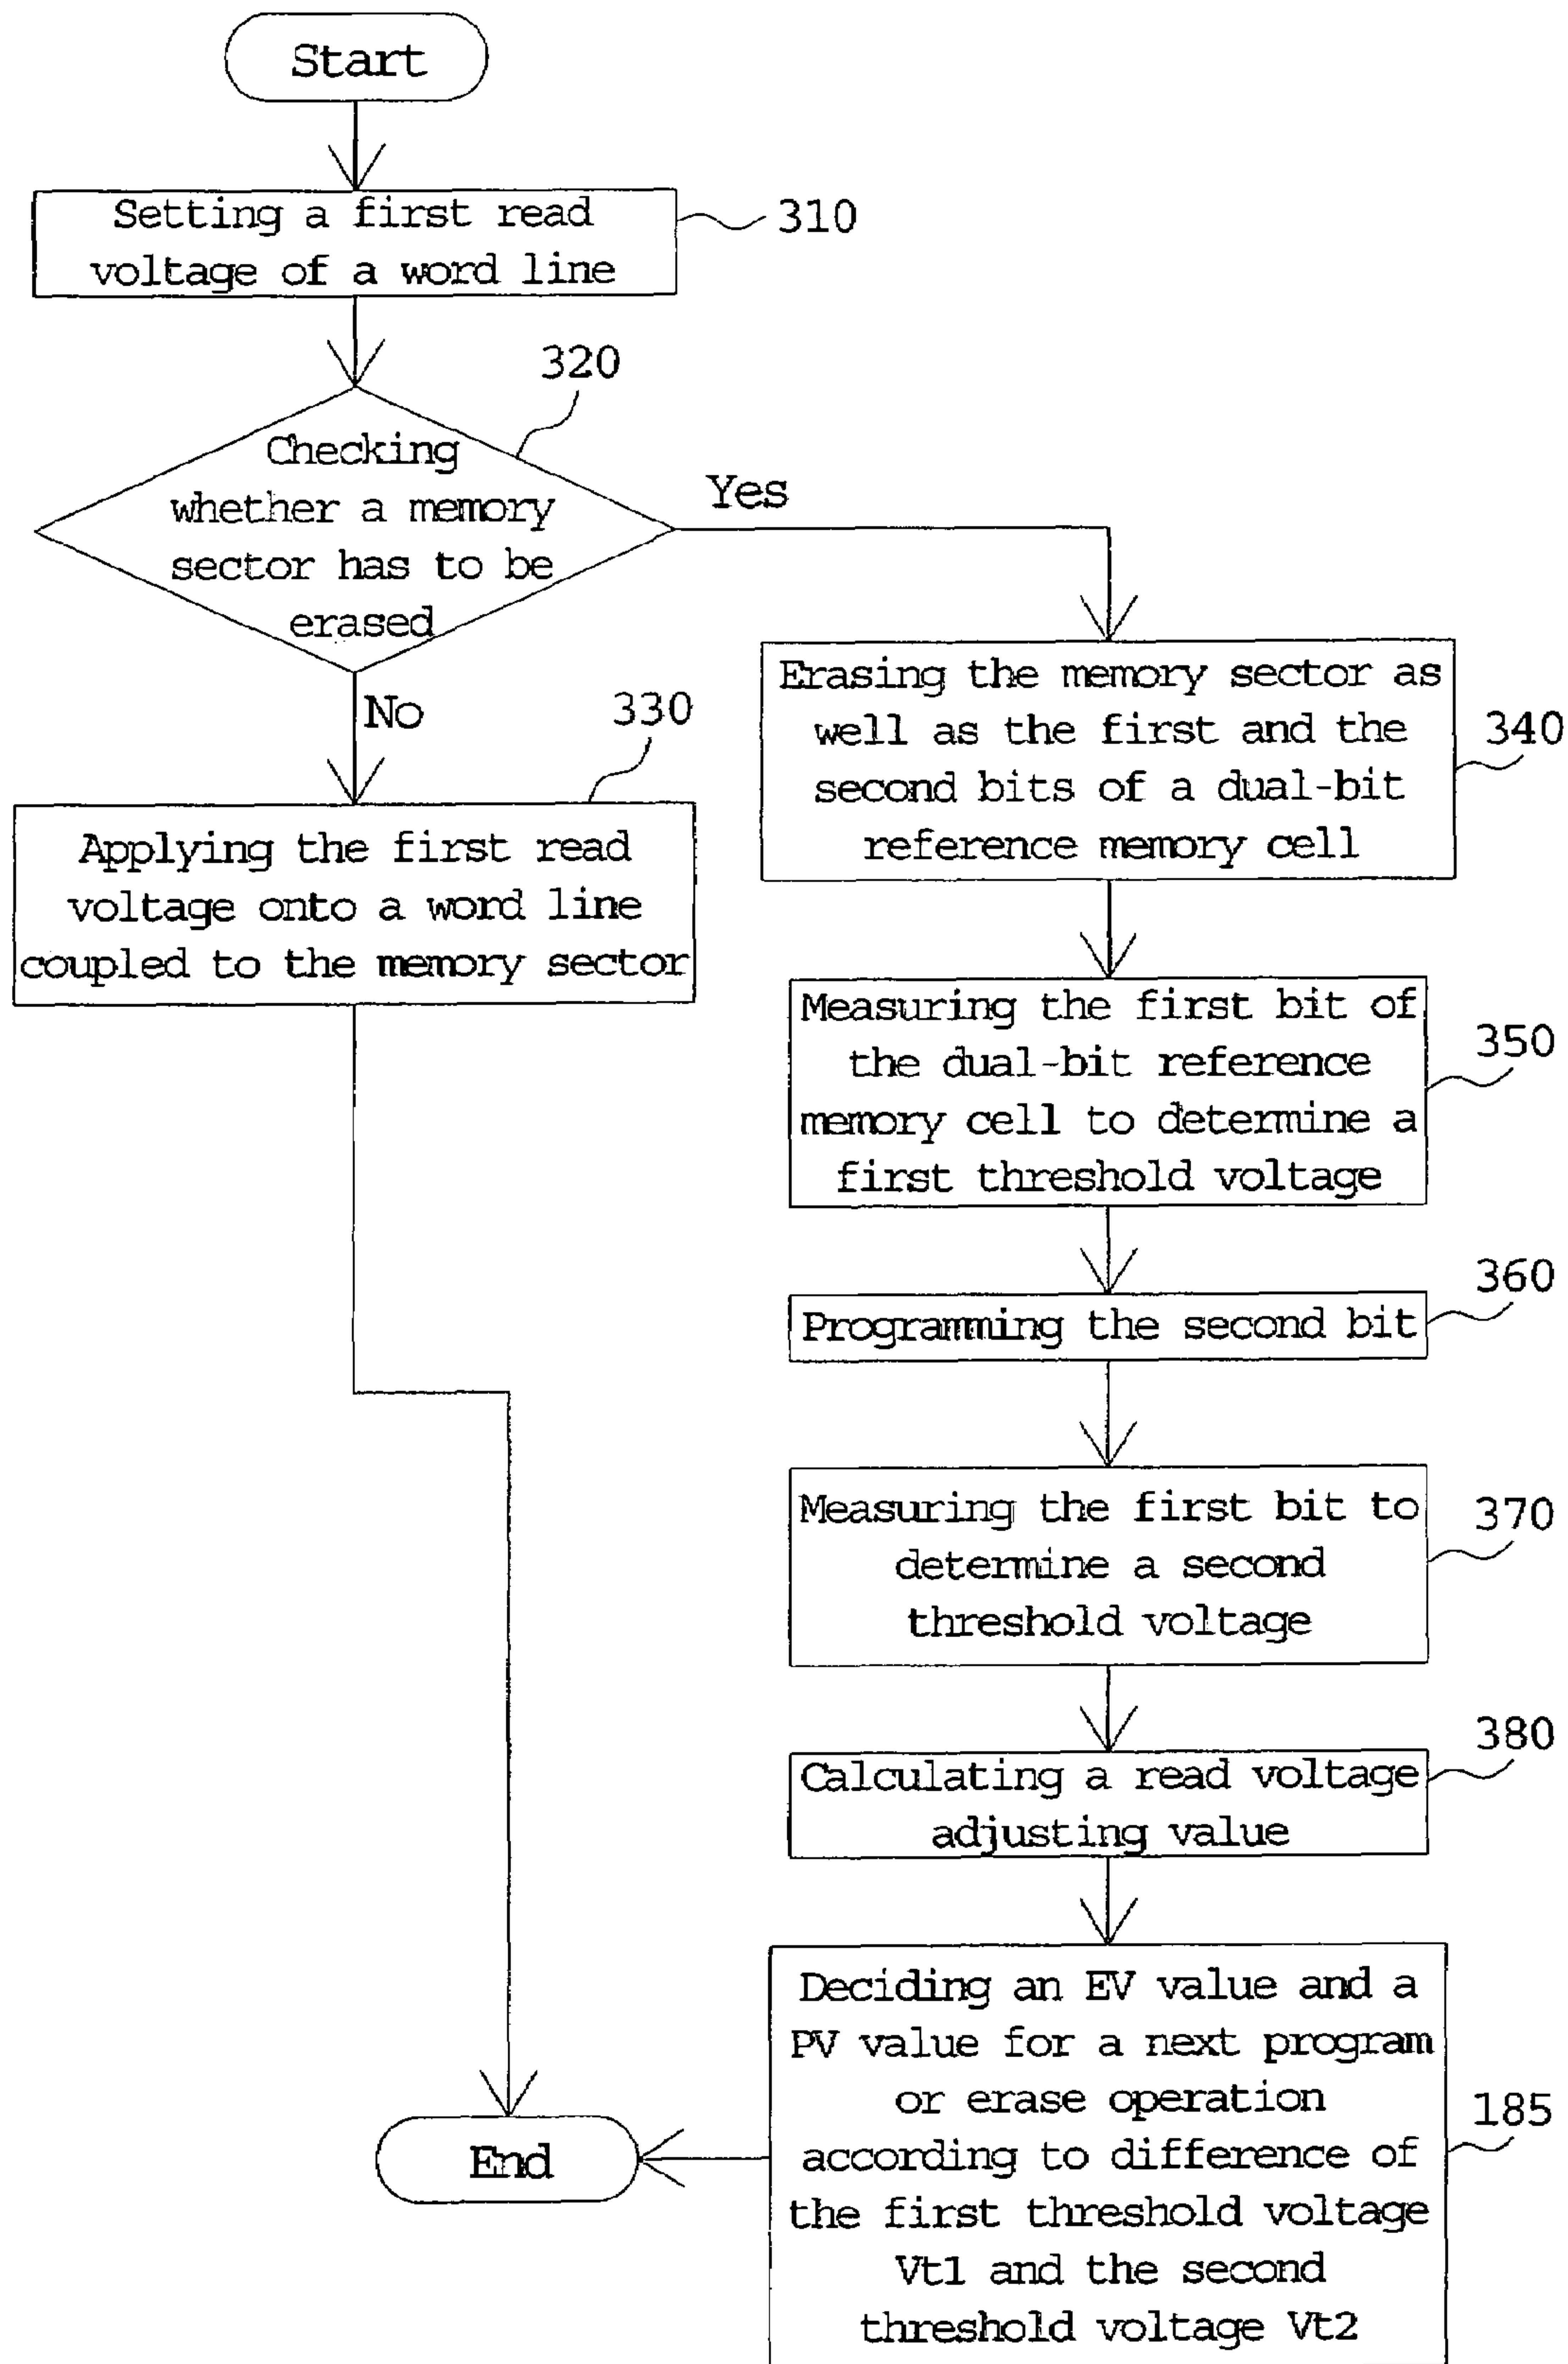 Start
Setting a first read
voltage of a word line
310
320
Checking
whether a memory
sector has to be
erased
Yes
No
330
Applying the first read
voltage onto a word line
coupled to the memory sector
Erasing the memory sector as
well as the first and the
second bits of a dual-bit
reference memory cell
340
Measuring the first bit of
the dual-bit reference
memory cell to determine a
first threshold voltage
350
360
Programming the second bit
Measuring the first bit to
determine a second
threshold voltage
370
380
Calculating a read voltage
adjusting value
Deciding an EV value and a
PV value for a next program
or erase operation
according to difference of
the first threshold voltage
Vt1 and the second
threshold voltage Vt2
185
End